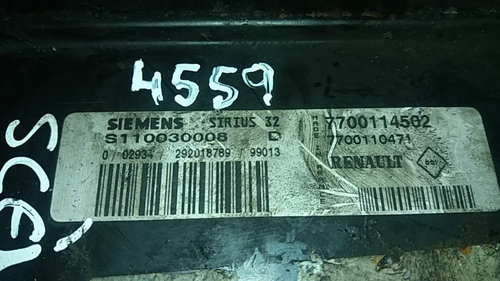 4559
SIEMENS SIRIUS 32
S110030008 D
0 02934 292018769 99013
7700114502
7700110471
RENAULT